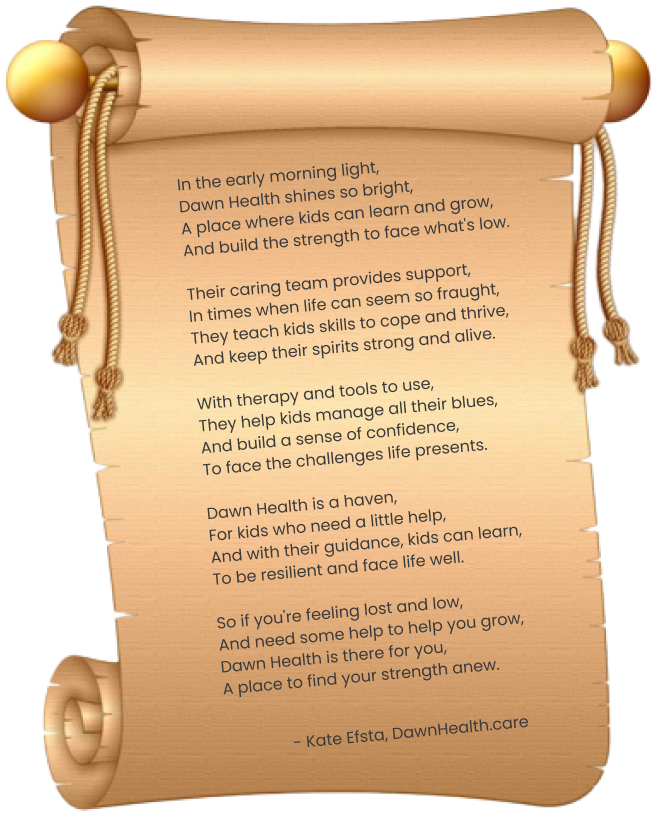 In the early morning light,
Dawn Health shines so bright,
A place where kids can learn and grow,
And build the strength to face what's low.
Their caring team provides support,
In times when life can seem so fraught,
They teach kids skills to cope and thrive,
And keep their spirits strong and alive.
With therapy and tools to use,
They help kids manage all their blues,
And build a sense of confidence,
To face the challenges life presents.
Dawn Health is a haven,
For kids who need a little help,
And with their guidance, kids can learn,
To be resilient and face life well.
So if you're feeling lost and low,
And need some help to help you grow,
Dawn Health is there for you,
A place to find your strength anew.
- Kate Efsta, DawnHealth.care